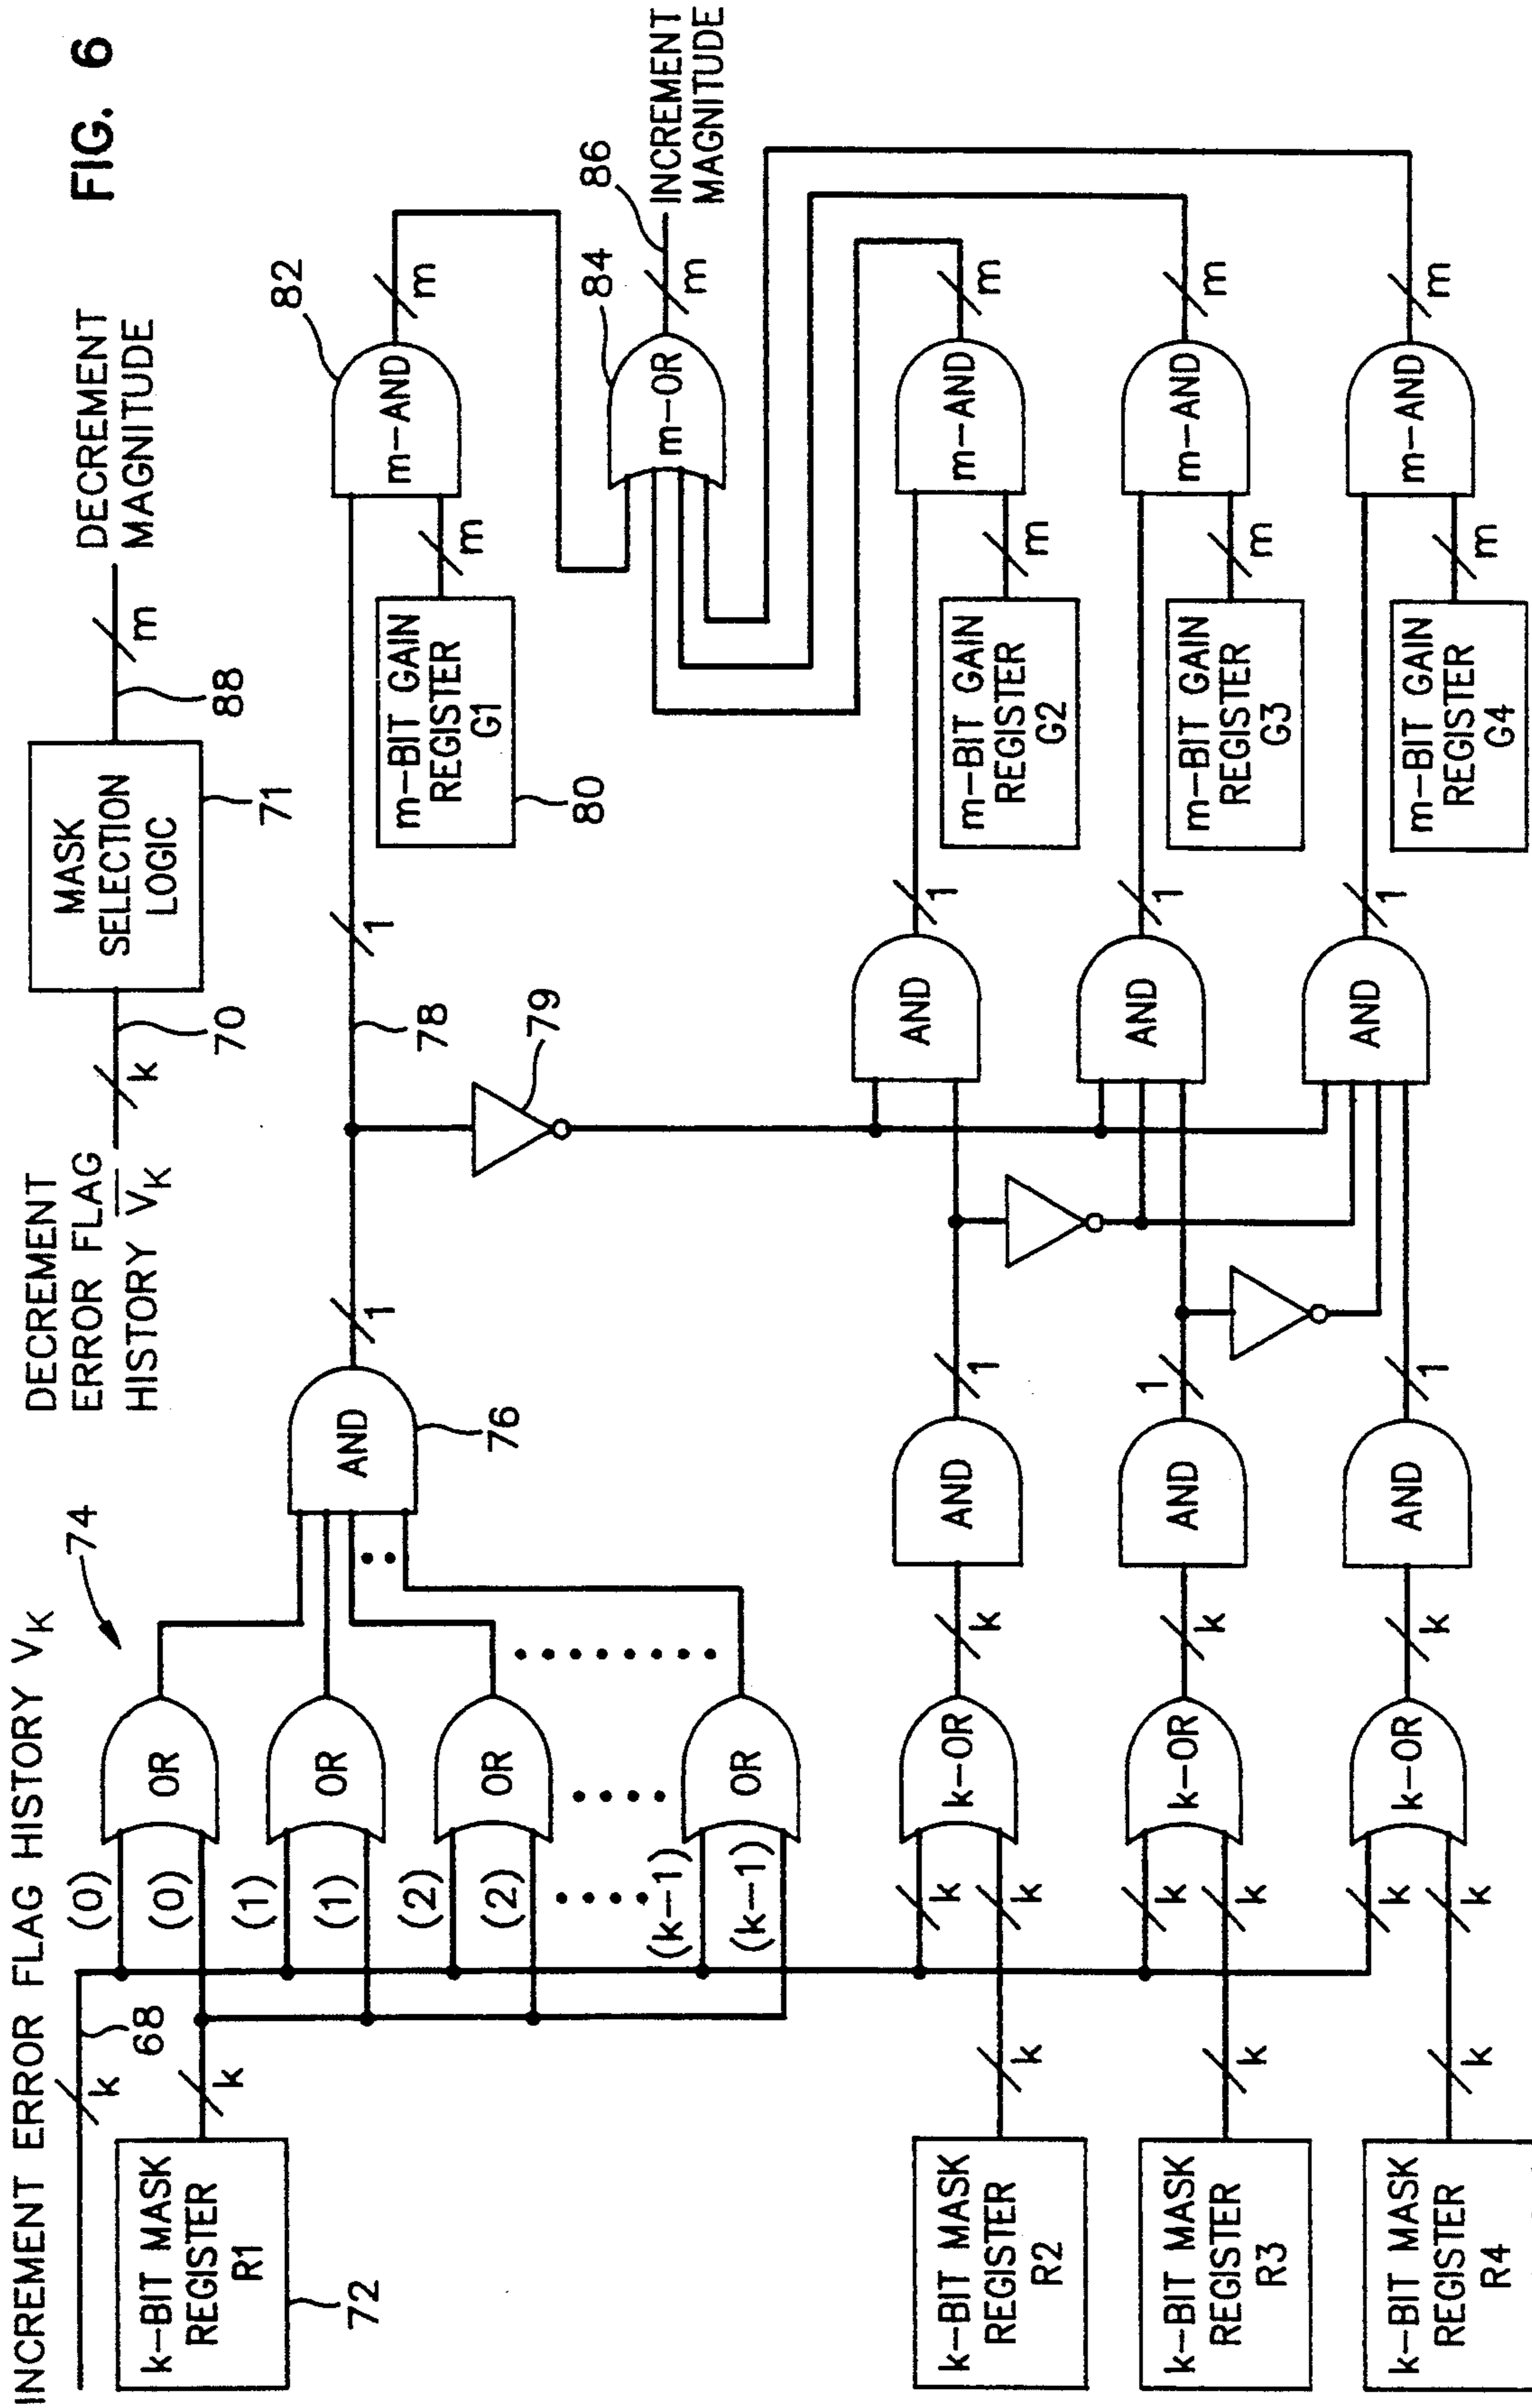 FIG. 6
INCREMENT ERROR FLAG HISTORY VK
DECREMENT
ERROR FLAG
HISTORY VK
k
70
MASK
SELECTION
LOGIC
71
m
88
DECREMENT
MAGNITUDE
k
68
k-BIT MASK
REGISTER
R1
72
k
74
(0)
(0)
OR
(1)
(1)
OR
(2)
(2)
OR
(k-1)
(k-1)
OR
AND
76
1
78
79
1
m-BIT GAIN
REGISTER
G1
80
m
m-AND
82
m
m-OR
84
m
86
INCREMENT
MAGNITUDE
k-BIT MASK
REGISTER
R2
k
k
k
k-OR
k
AND
1
AND
1
m-BIT GAIN
REGISTER
G2
m
m-AND
m
k-BIT MASK
REGISTER
R3
k
k
k
k-OR
k
AND
1
AND
1
m-BIT GAIN
REGISTER
G3
m
m-AND
m
k-BIT MASK
REGISTER
R4
k
k
k
k-OR
k
AND
1
AND
1
m-BIT GAIN
REGISTER
G4
m
m-AND
m